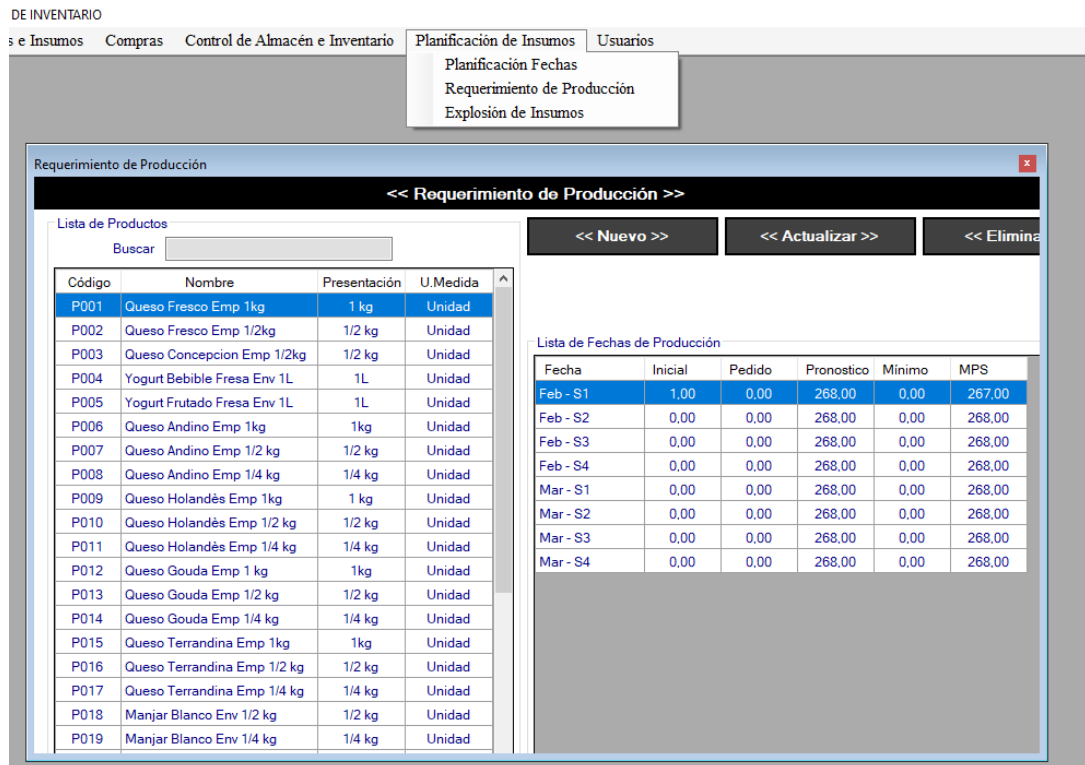 DE INVENTARIO
s e Insumos Compras Control de Almacén e Inventario Planificación de Insumos Usuarios
Planificación Fechas
Requerimiento de Producción
Explosión de Insumos
Requerimiento de Producción x
<< Requerimiento de Producción >>
Lista de Productos
Buscar
<< Nuevo >> << Actualizar >> << Elimina
Código Nombre Presentación U.Medida
P001 Queso Fresco Emp 1kg 1 kg Unidad
P002 Queso Fresco Emp 1/2kg 1/2 kg Unidad
P003 Queso Concepcion Emp 1/2kg 1/2 kg Unidad
P004 Yogurt Bebible Fresa Env 1L 1L Unidad
P005 Yogurt Frutado Fresa Env 1L 1L Unidad
P006 Queso Andino Emp 1kg 1kg Unidad
P007 Queso Andino Emp 1/2 kg 1/2 kg Unidad
P008 Queso Andino Emp 1/4 kg 1/4 kg Unidad
P009 Queso Holandès Emp 1kg 1 kg Unidad
P010 Queso Holandès Emp 1/2 kg 1/2 kg Unidad
P011 Queso Holandès Emp 1/4 kg 1/4 kg Unidad
P012 Queso Gouda Emp 1 kg 1kg Unidad
P013 Queso Gouda Emp 1/2 kg 1/2 kg Unidad
P014 Queso Gouda Emp 1/4 kg 1/4 kg Unidad
P015 Queso Terrandina Emp 1kg 1kg Unidad
P016 Queso Terrandina Emp 1/2 kg 1/2 kg Unidad
P017 Queso Terrandina Emp 1/4 kg 1/4 kg Unidad
P018 Manjar Blanco Env 1/2 kg 1/2 kg Unidad
P019 Manjar Blanco Env 1/4 kg 1/4 kg Unidad
Lista de Fechas de Producción
Fecha Inicial Pedido Pronostico Mínimo MPS
Feb - S1 1,00 0,00 268,00 0,00 267,00
Feb - S2 0,00 0,00 268,00 0,00 268,00
Feb - S3 0,00 0,00 268,00 0,00 268,00
Feb - S4 0,00 0,00 268,00 0,00 268,00
Mar - S1 0,00 0,00 268,00 0,00 268,00
Mar - S2 0,00 0,00 268,00 0,00 268,00
Mar - S3 0,00 0,00 268,00 0,00 268,00
Mar - S4 0,00 0,00 268,00 0,00 268,00